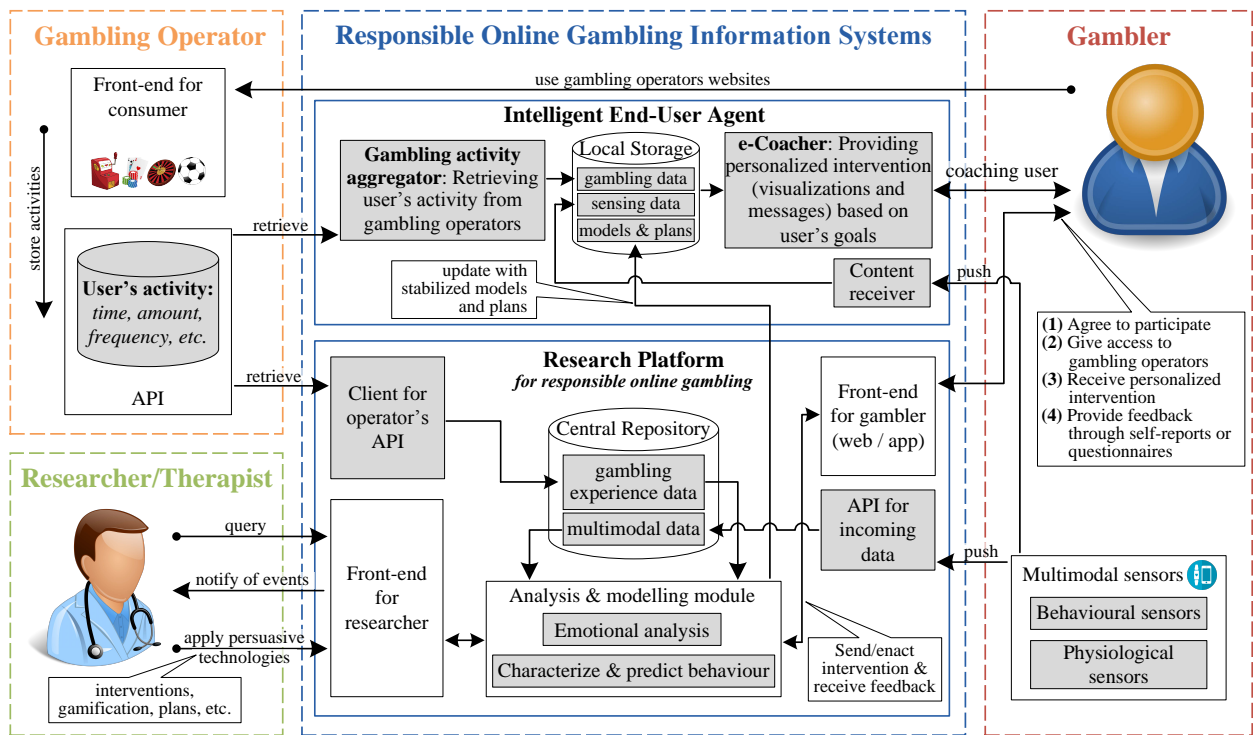 Gambling Operator
Front-end for
consumer
store activities
User's activity:
time, amount,
frequency, etc.
API
retrieve
retrieve
Researcher/Therapist
query
notify of events
apply persuasive
technologies
interventions,
gamification, plans, etc.
Responsible Online Gambling Information Systems
use gambling operators websites
Intelligent End-User Agent
Gambling activity
aggregator: Retrieving
user's activity from
gambling operators
Local Storage
gambling data
sensing data
models & plans
e-Coacher: Providing
personalized intervention
(visualizations and
messages) based on
user's goals
coaching user
update with
stabilized models
and plans
Content
receiver
push
Research Platform
for responsible online gambling
Client for
operator's
API
Central Repository
gambling
experience data
multimodal data
Front-end
for gambler
(web / app)
API for
incoming
data
push
Front-end
for
researcher
Analysis & modelling module
Emotional analysis
Characterize & predict behaviour
Send/enact
intervention &
receive feedback
Gambler
(1) Agree to participate
(2) Give access to
gambling operators
(3) Receive personalized
intervention
(4) Provide feedback
through self-reports or
questionnaires
Multimodal sensors
Behavioural sensors
Physiological
sensors